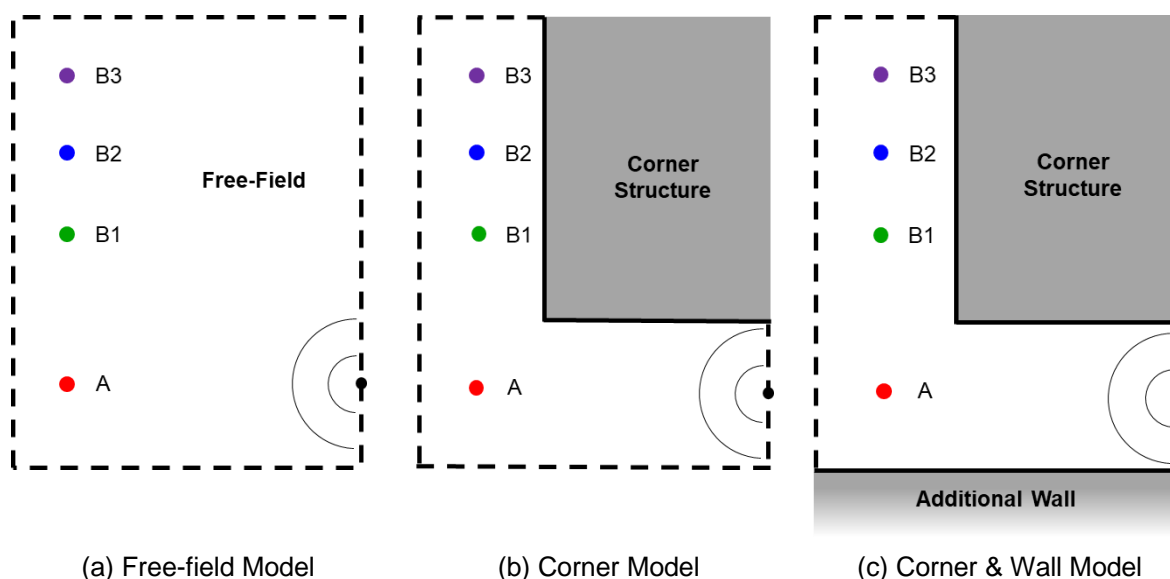 B3
B2
Free-Field
B1
A
(a) Free-field Model
B3
B2
Corner
Structure
B1
A
(b) Corner Model
B3
B2
Corner
Structure
B1
A
Additional Wall
(c) Corner & Wall Model